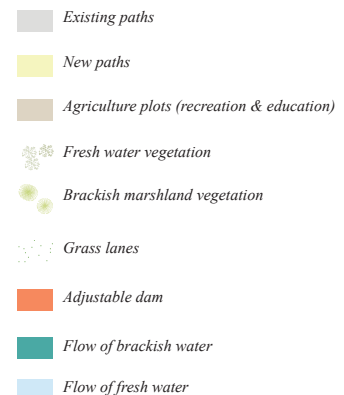 Existing paths
New paths
Agriculture plots (recreation & education)
Fresh water vegetation
Brackish marshland vegetation
Grass lanes
Adjustable dam
Flow of brackish water
Flow of fresh water